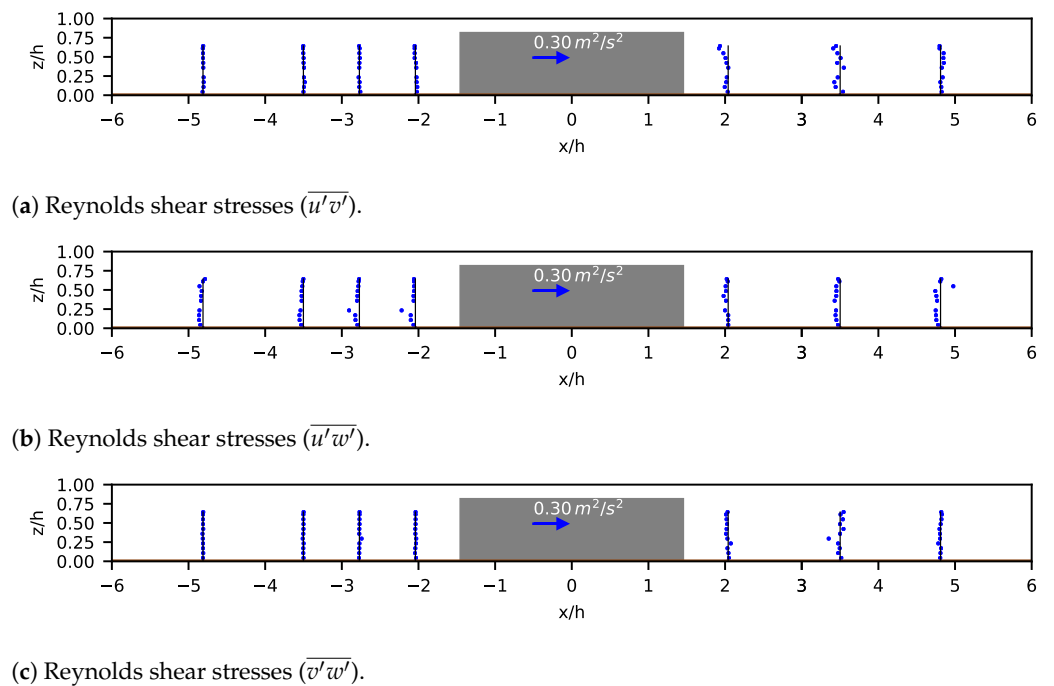 1.00
0.75
0.50
0.25
0.00
z/h
0.30 m²/s²
−6 −5 −4 −3 −2 −1 0 1 2 3 4 5 6
x/h
(a) Reynolds shear stresses (u′v′).
1.00
0.75
0.50
0.25
0.00
z/h
0.30 m²/s²
−6 −5 −4 −3 −2 −1 0 1 2 3 4 5 6
x/h
(b) Reynolds shear stresses (u′w′).
1.00
0.75
0.50
0.25
0.00
z/h
0.30 m²/s²
−6 −5 −4 −3 −2 −1 0 1 2 3 4 5 6
x/h
(c) Reynolds shear stresses (v′w′).